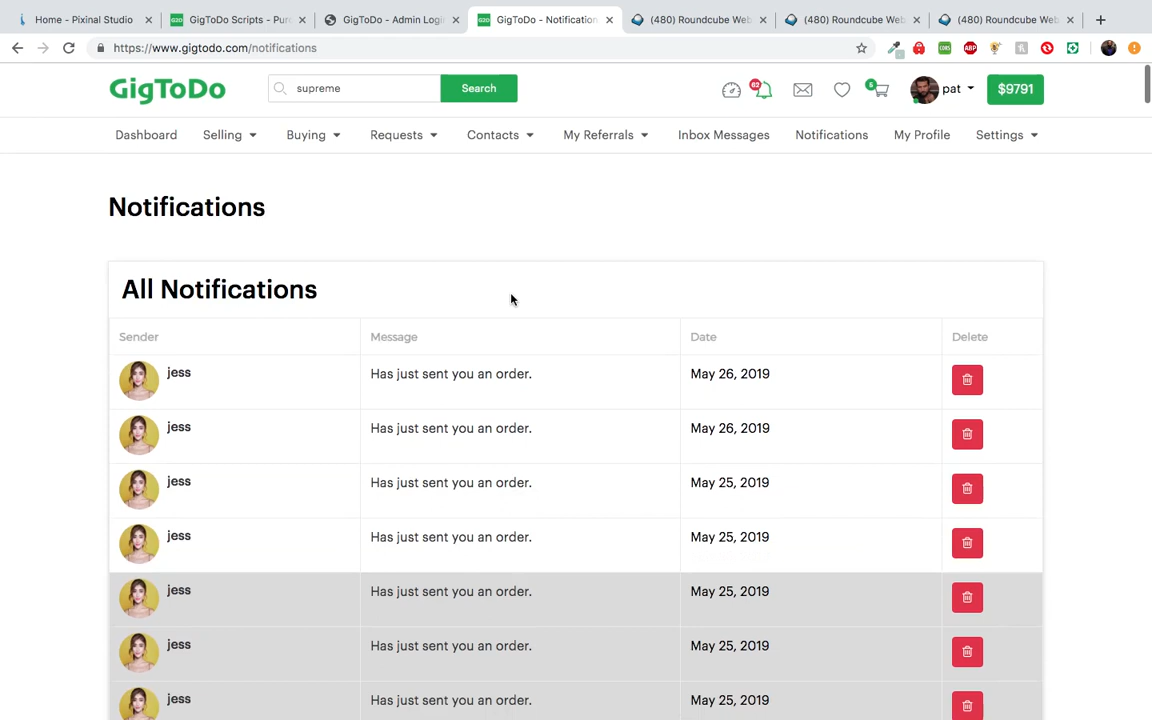 Home - Pixinal Studio
GigToDo Scripts - Pur
GigToDo - Admin Logi
GigToDo - Notification
(480) Roundcube Web
(480) Roundcube Web
(480) Roundcube Web
https://www.gigtodo.com/notifications
GigToDo
supreme
Search
62
5
pat
$9791
Dashboard
Selling
Buying
Requests
Contacts
My Referrals
Inbox Messages
Notifications
My Profile
Settings
Notifications
All Notifications
Sender Message Date Delete
jess Has just sent you an order. May 26, 2019
jess Has just sent you an order. May 26, 2019
jess Has just sent you an order. May 25, 2019
jess Has just sent you an order. May 25, 2019
jess Has just sent you an order. May 25, 2019
jess Has just sent you an order. May 25, 2019
jess Has just sent you an order. May 25, 2019